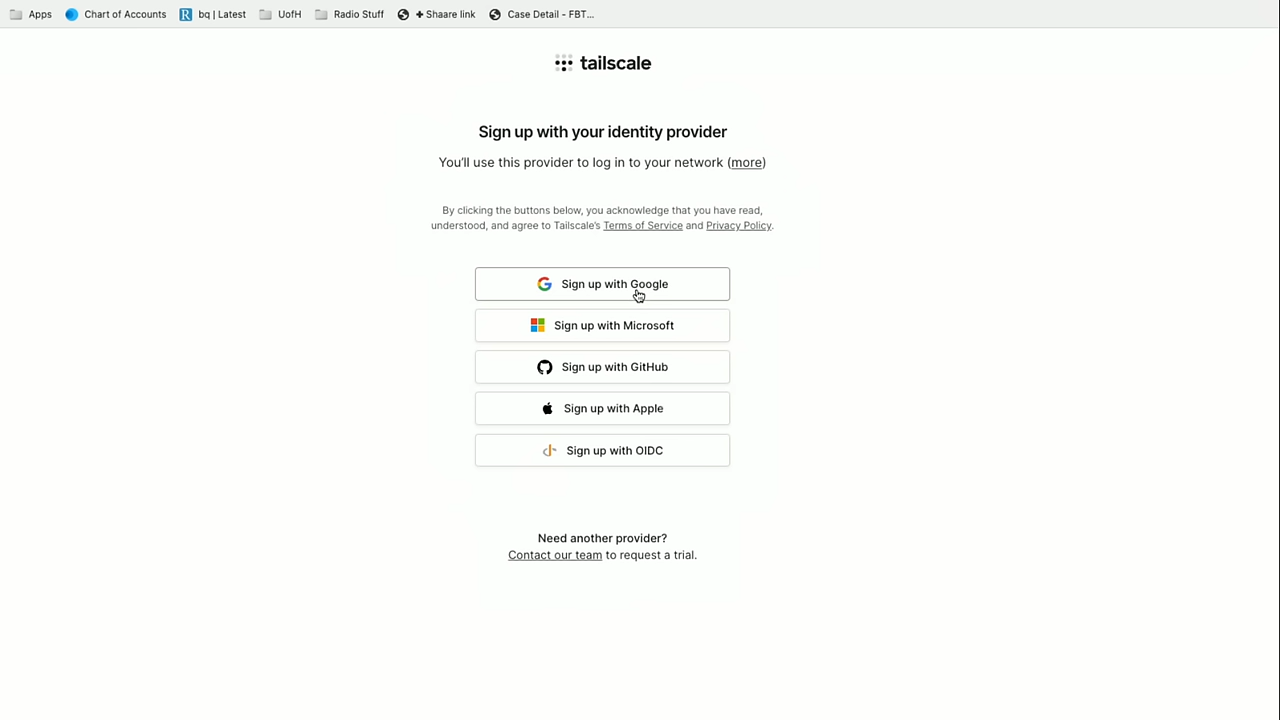 Apps Chart of Accounts bq | Latest UofH Radio Stuff + Shaare link Case Detail - FBT...
tailscale
Sign up with your identity provider
You'll use this provider to log in to your network (more)
By clicking the buttons below, you acknowledge that you have read,
understood, and agree to Tailscale's Terms of Service and Privacy Policy.
Sign up with Google
Sign up with Microsoft
Sign up with GitHub
Sign up with Apple
Sign up with OIDC
Need another provider?
Contact our team to request a trial.